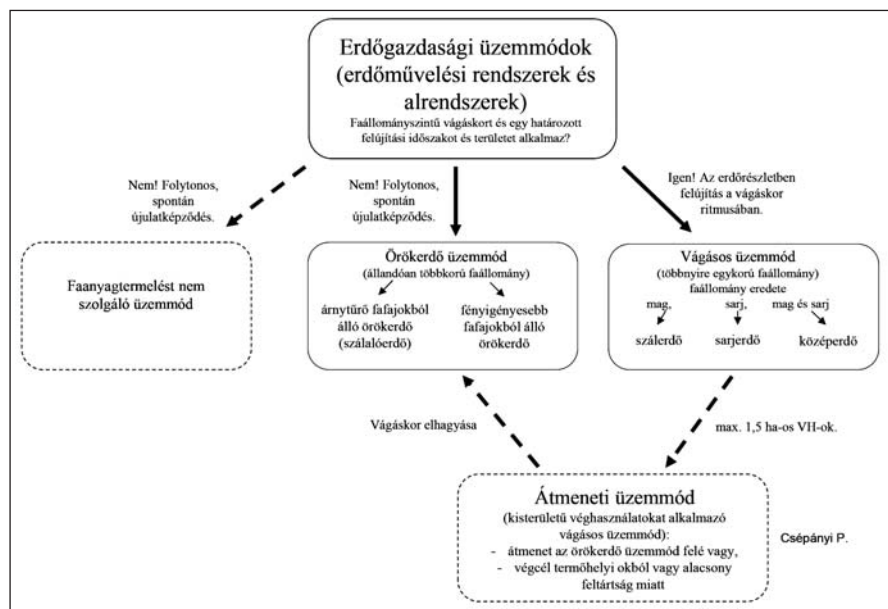 Erdőgazdasági üzemmódok
(erdőművelési rendszerek és
alrendszerek)
Faállományszintű vágáskort és egy határozott
felújítási időszakot és területet alkalmaz?
Nem! Folytonos,
spontán
újulatképződés.
Nem! Folytonos,
spontán
újulatképződés.
Igen! Az erdőrészletben
felújítás a vágáskor
ritmusában.
Faanyagtermelést nem
szolgáló üzemmód
Örökerdő üzemmód
(állandóan többkorú faállomány)
árnytűrő fafajokból
álló örökerdő
(szálalóerdő)
fényigényesebb
fafajokból álló
örökerdő
Vágásos üzemmód
(többnyire egykorú faállomány)
faállomány eredete
mag, sarj, mag és sarj
szálerdő sarjerdő középerdő
Vágáskor elhagyása
max. 1,5 ha-os VH-ok.
Átmeneti üzemmód
(kisterületű véghasználatokat alkalmazó
vágásos üzemmód):
- átmenet az örökerdő üzemmód felé vagy,
- végcél termőhelyi okból vagy alacsony
feltártság miatt
Csépányi P.